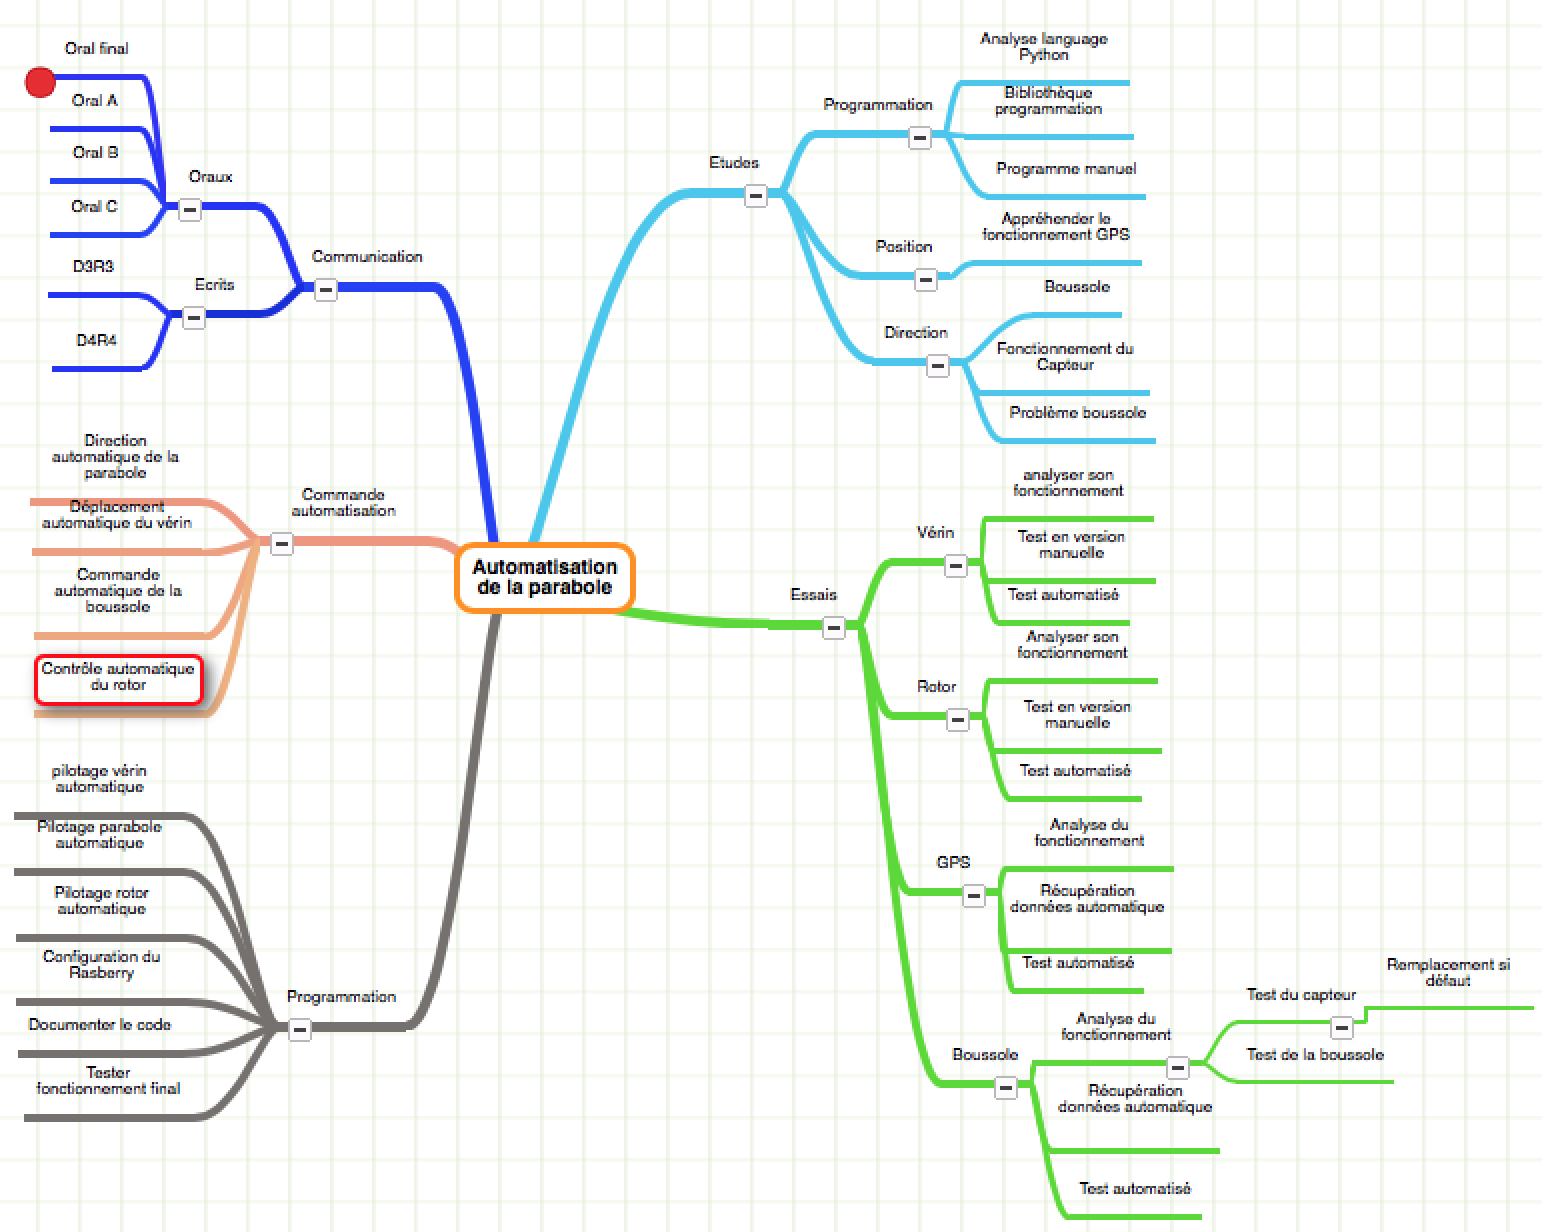 Automatisation
de la parabole
Oral final
Oral A
Oral B
Oral C
Oraux
D3R3
D4R4
Ecrits
Communication
Direction
automatique de la
parabole
Déplacement
automatique du vérin
Commande
automatique de la
boussole
Contrôle automatique
du rotor
Commande
automatisation
pilotage vérin
automatique
Pilotage parabole
automatique
Pilotage rotor
automatique
Configuration du
Rasberry
Documenter le code
Tester
fonctionnement final
Programmation
Etudes
Programmation
Analyse language
Python
Bibliothèque
programmation
Programme manuel
Position
Appréhender le
fonctionnement GPS
Direction
Boussole
Fonctionnement du
Capteur
Problème boussole
Essais
Vérin
analyser son
fonctionnement
Test en version
manuelle
Test automatisé
Rotor
Analyser son
fonctionnement
Test en version
manuelle
Test automatisé
GPS
Analyse du
fonctionnement
Récupération
données automatique
Test automatisé
Boussole
Analyse du
fonctionnement
Test du capteur
Remplacement si
défaut
Test de la boussole
Récupération
données automatique
Test automatisé